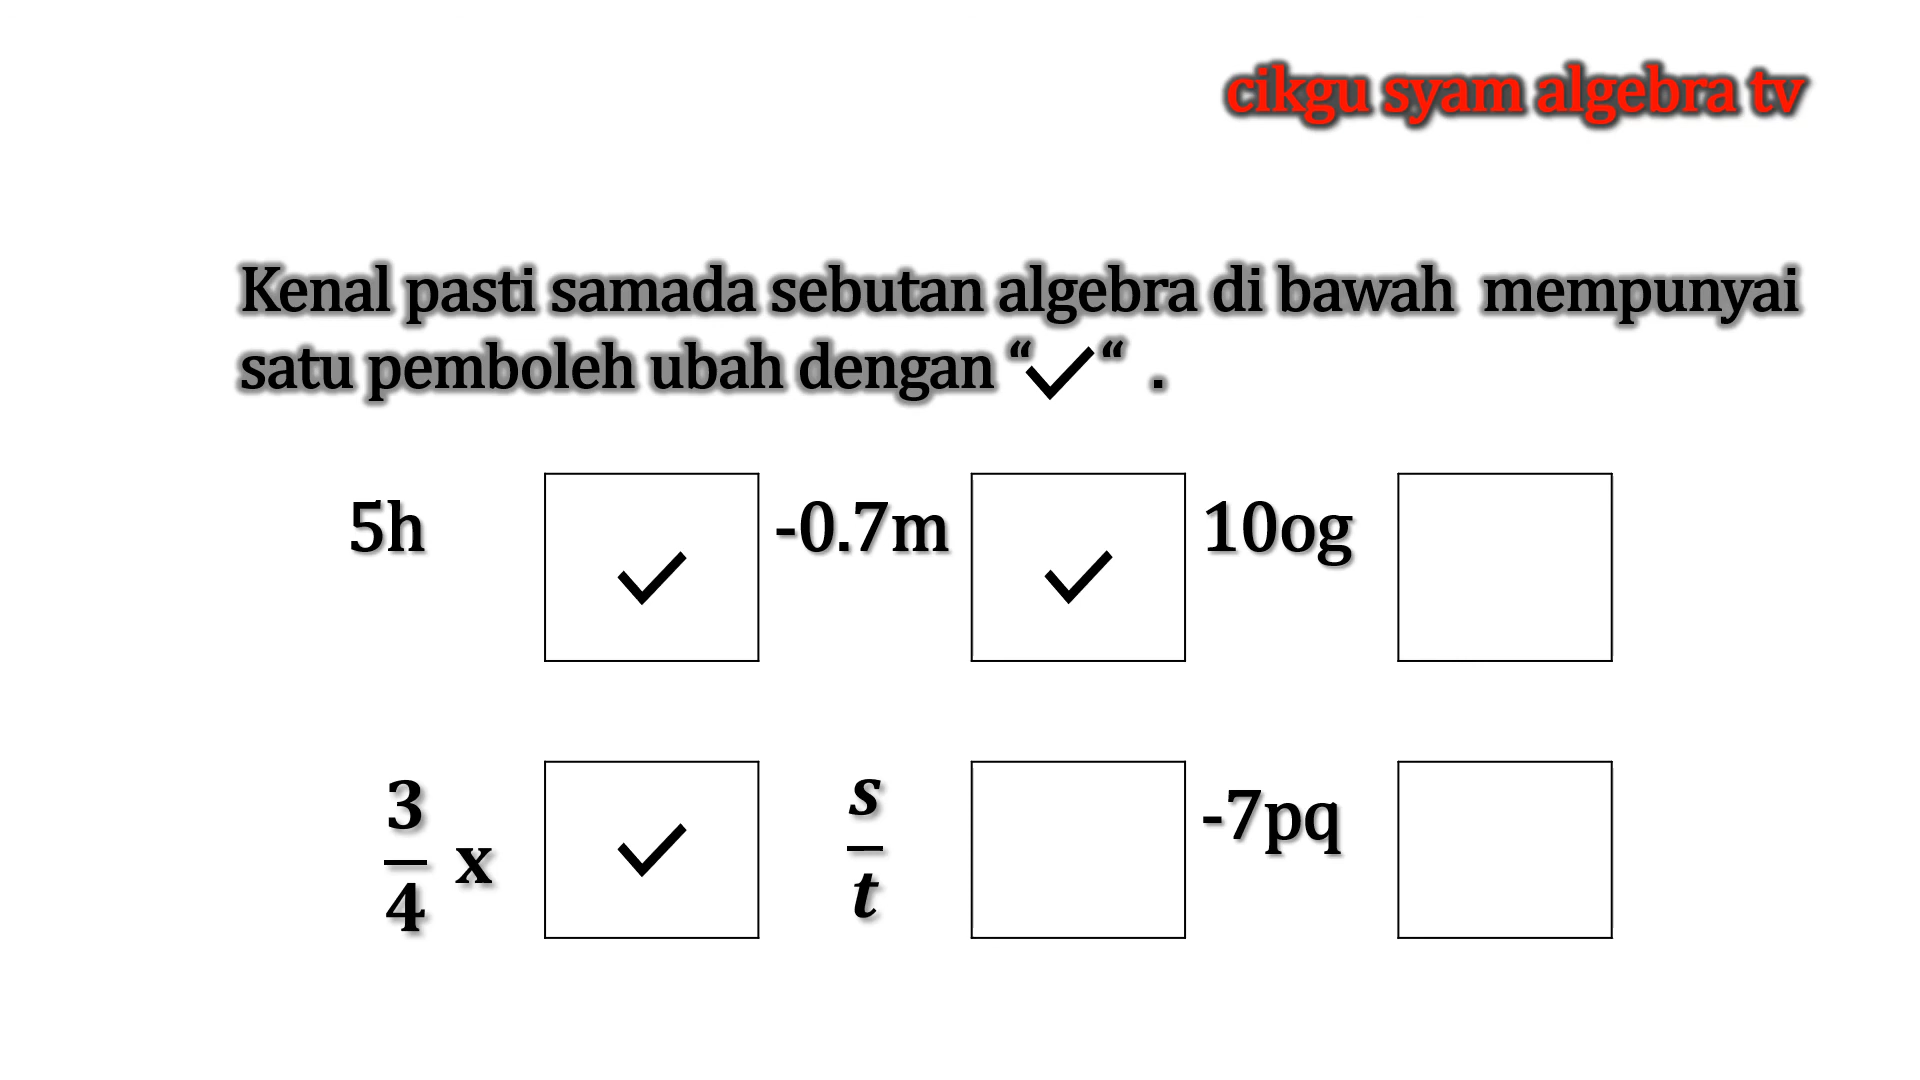 cikgu syam algebra tv
Kenal pasti samada sebutan algebra di bawah mempunyai
satu pemboleh ubah dengan “✓“ .
5h ✓ -0.7m ✓ 10og
3/4 x ✓ s/t -7pq